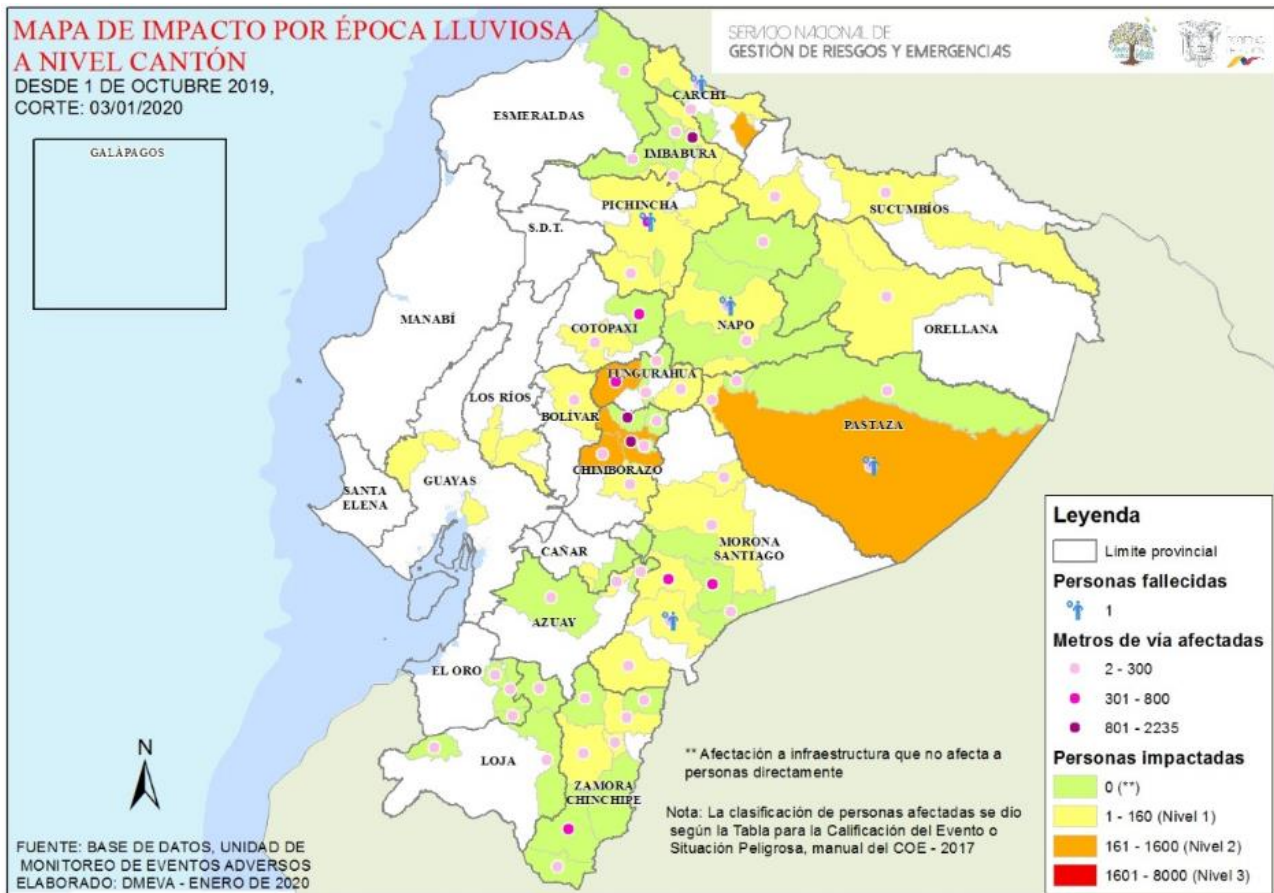 MAPA DE IMPACTO POR ÉPOCA LLUVIOSA
A NIVEL CANTÓN
DESDE 1 DE OCTUBRE 2019,
CORTE: 03/01/2020
SERVICIO NACIONAL DE
GESTIÓN DE RIESGOS Y EMERGENCIAS
GALÁPAGOS
ESMERALDAS
CARCHI
IMBABURA
PICHINCHA
SUCUMBÍOS
S.D.T.
MANABÍ
COTOPAXI
NAPO
ORELLANA
TUNGURAHUA
LOS RÍOS
BOLÍVAR
PASTAZA
CHIMBORAZO
SANTA
ELENA
GUAYAS
MORONA
SANTIAGO
CAÑAR
AZUAY
EL ORO
LOJA
ZAMORA
CHINCHIPE
N
** Afectación a infraestructura que no afecta a
personas directamente
Nota: La clasificación de personas afectadas se dío
según la Tabla para la Calificación del Evento o
Situación Peligrosa, manual del COE - 2017
FUENTE: BASE DE DATOS, UNIDAD DE
MONITOREO DE EVENTOS ADVERSOS
ELABORADO: DMEVA - ENERO DE 2020
Leyenda
Límite provincial
Personas fallecidas
1
Metros de vía afectadas
2 - 300
301 - 800
801 - 2235
Personas impactadas
0 (**)
1 - 160 (Nivel 1)
161 - 1600 (Nivel 2)
1601 - 8000 (Nivel 3)